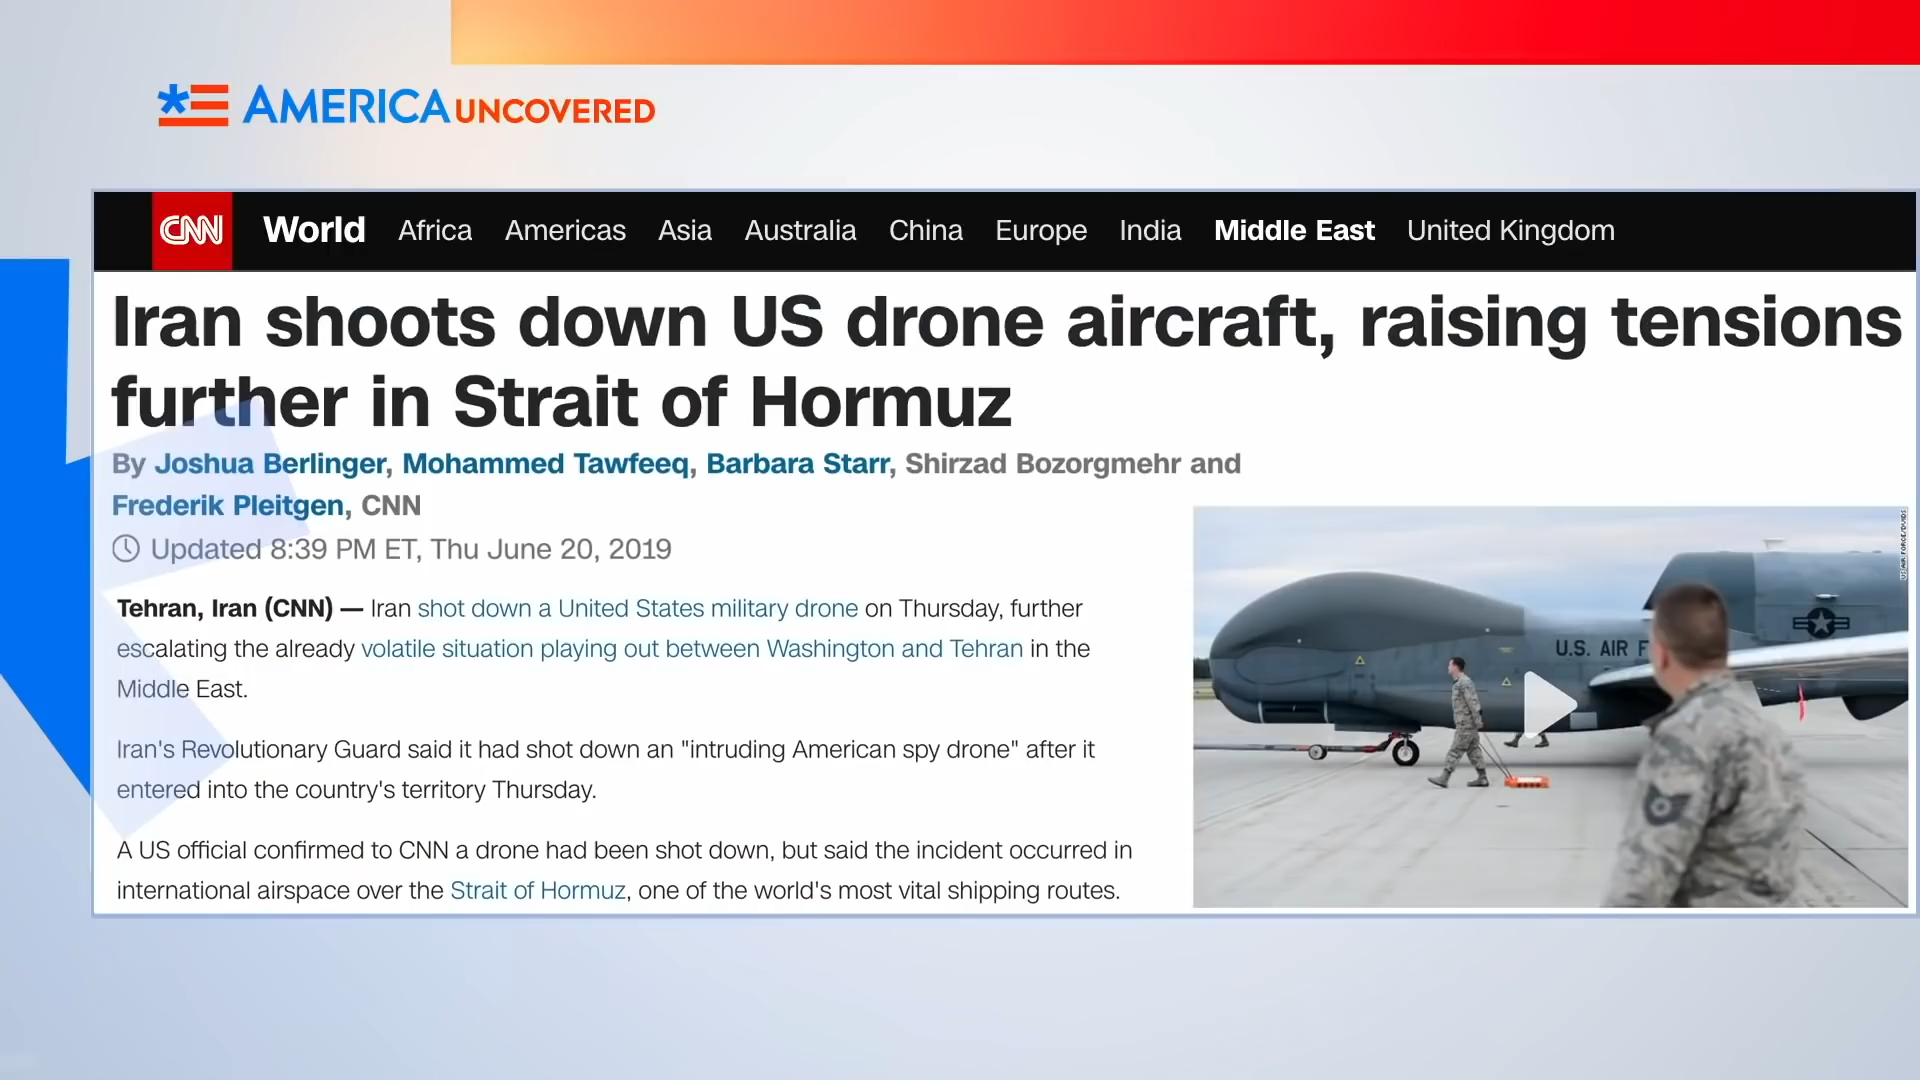 AMERICA UNCOVERED
CNN World Africa Americas Asia Australia China Europe India Middle East United Kingdom
Iran shoots down US drone aircraft, raising tensions
further in Strait of Hormuz
By Joshua Berlinger, Mohammed Tawfeeq, Barbara Starr, Shirzad Bozorgmehr and
Frederik Pleitgen, CNN
Updated 8:39 PM ET, Thu June 20, 2019
Tehran, Iran (CNN) — Iran shot down a United States military drone on Thursday, further
escalating the already volatile situation playing out between Washington and Tehran in the
Middle East.
Iran's Revolutionary Guard said it had shot down an "intruding American spy drone" after it
entered into the country's territory Thursday.
A US official confirmed to CNN a drone had been shot down, but said the incident occurred in
international airspace over the Strait of Hormuz, one of the world's most vital shipping routes.
US AIR FORCE/DVIDS
U.S. AIR F